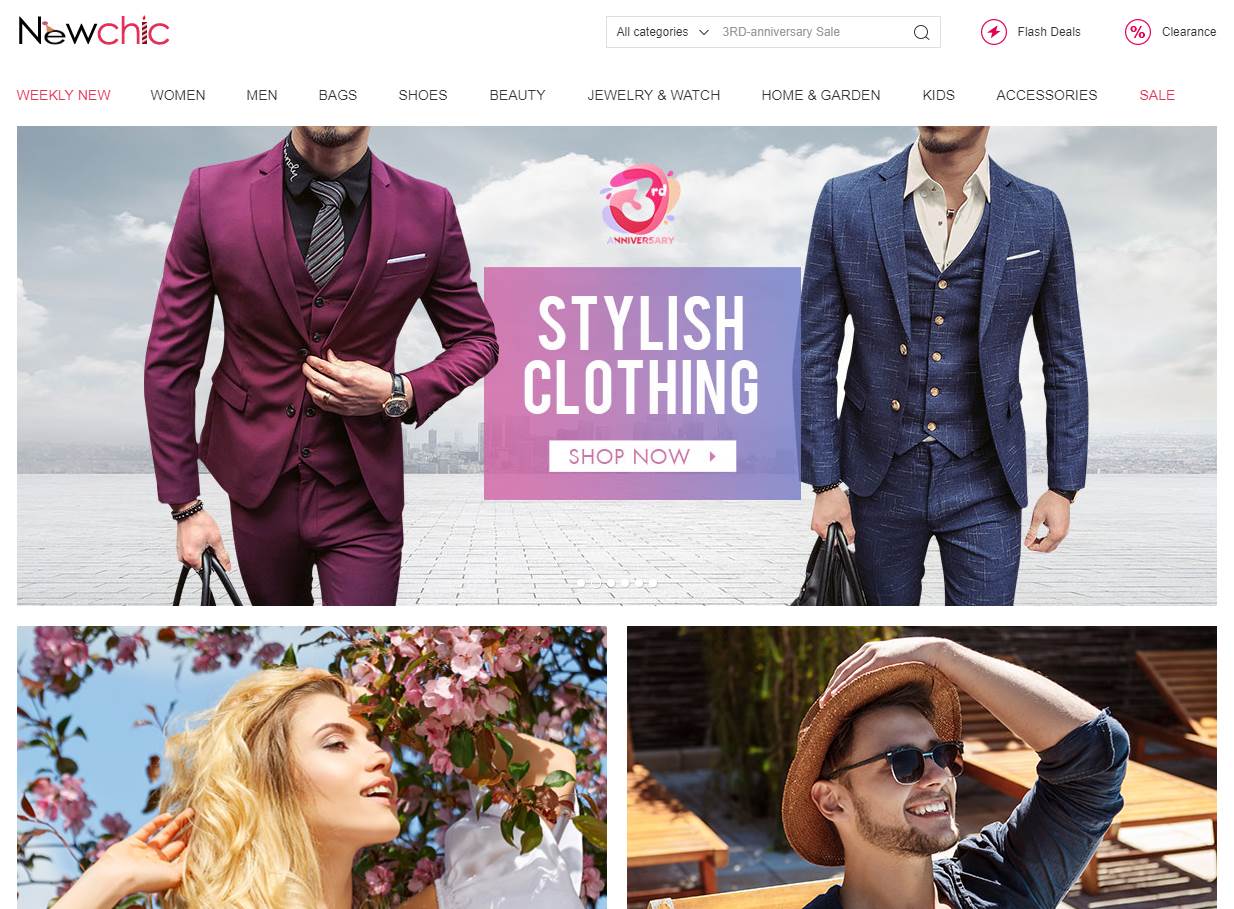 Newchic
All categories
3RD-anniversary Sale
Flash Deals
Clearance
WEEKLY NEW
WOMEN
MEN
BAGS
SHOES
BEAUTY
JEWELRY & WATCH
HOME & GARDEN
KIDS
ACCESSORIES
SALE
3rd
ANNIVERSARY
STYLISH
CLOTHING
SHOP NOW